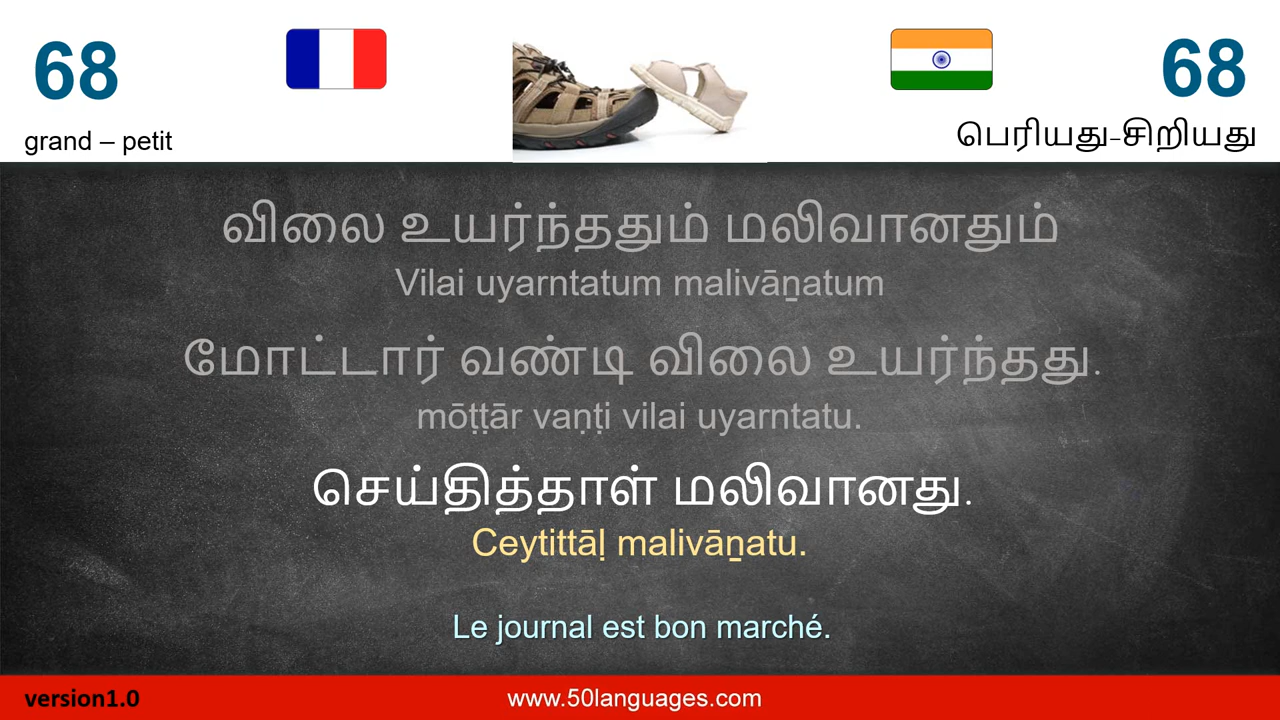 68
68
grand – petit
பெரியது-சிறியது
விலை உயர்ந்ததும் மலிவானதும்
Vilai uyarntatum malivāṉatum
மோட்டார் வண்டி விலை உயர்ந்தது.
mōṭṭār vaṇṭi vilai uyarntatu.
செய்தித்தாள் மலிவானது.
Ceytittāḷ malivāṉatu.
Le journal est bon marché.
version1.0
www.50languages.com